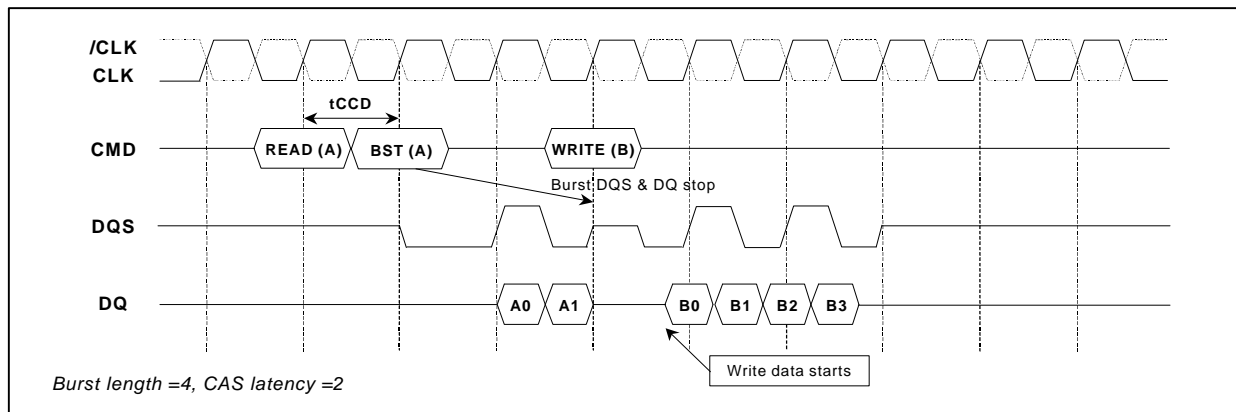 /CLK
CLK
tCCD
CMD
READ (A)
BST (A)
WRITE (B)
Burst DQS & DQ stop
DQS
DQ
A0
A1
B0
B1
B2
B3
Write data starts
Burst length =4, CAS latency =2